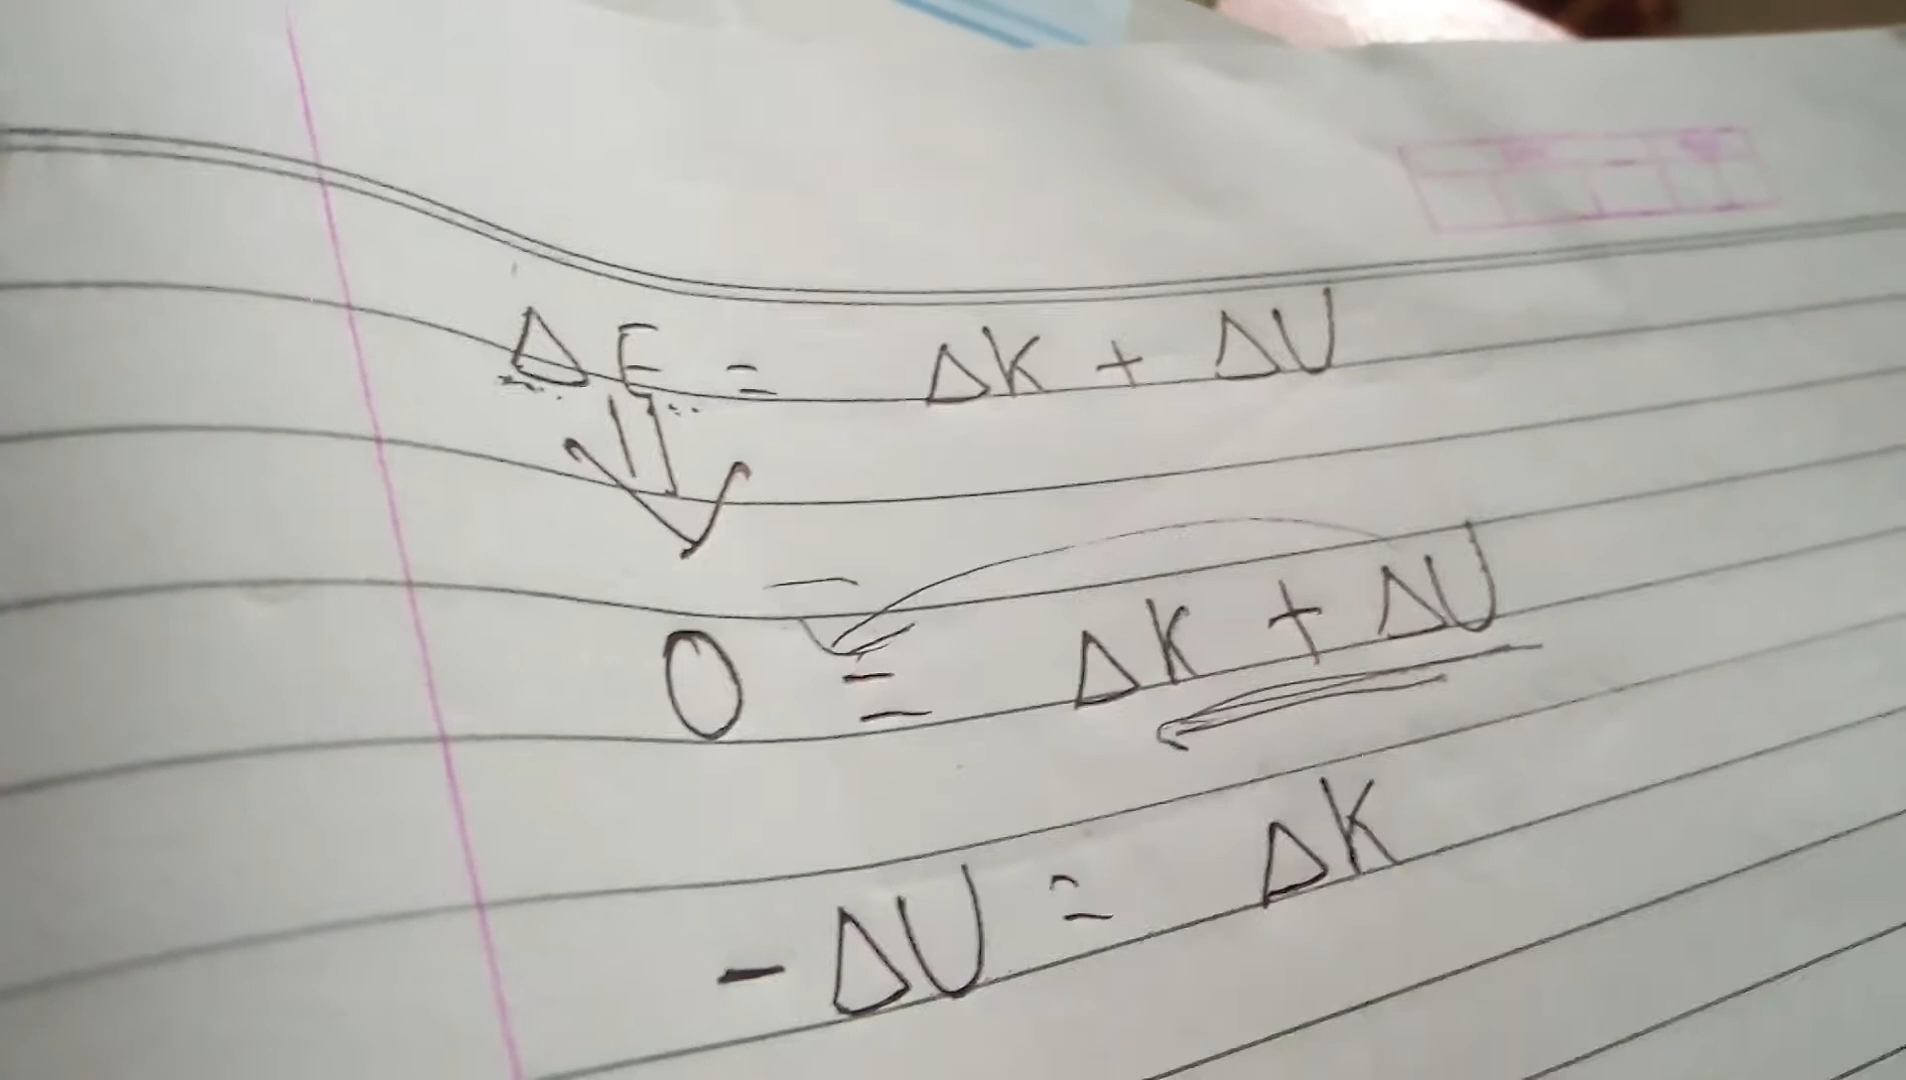 ΔE = ΔK + ΔU
⇓
0 = ΔK + ΔU
-ΔU = ΔK